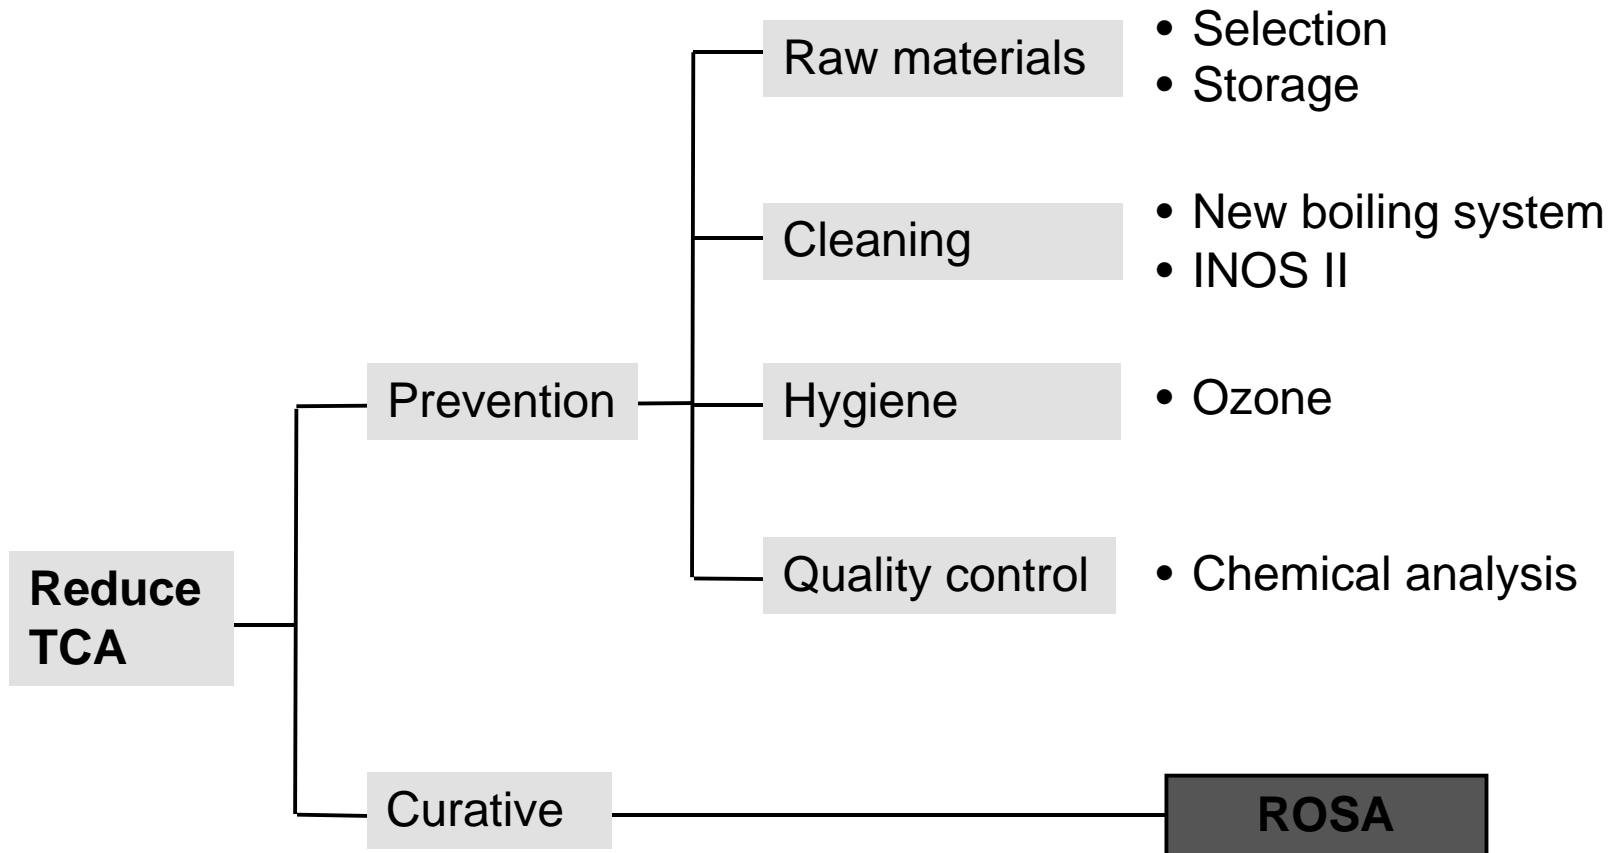 Raw materials
• Selection
• Storage
Cleaning
• New boiling system
• INOS II
Prevention
Hygiene
• Ozone
Quality control
• Chemical analysis
Reduce
TCA
Curative
ROSA